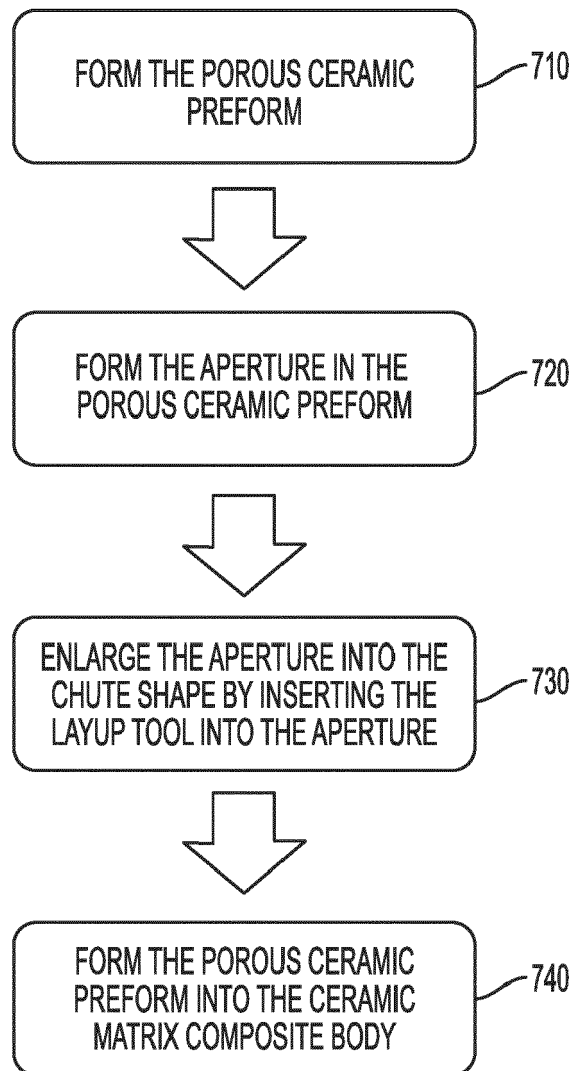 FORM THE POROUS CERAMIC
PREFORM
710
FORM THE APERTURE IN THE
POROUS CERAMIC PREFORM
720
ENLARGE THE APERTURE INTO THE
CHUTE SHAPE BY INSERTING THE
LAYUP TOOL INTO THE APERTURE
730
FORM THE POROUS CERAMIC
PREFORM INTO THE CERAMIC
MATRIX COMPOSITE BODY
740